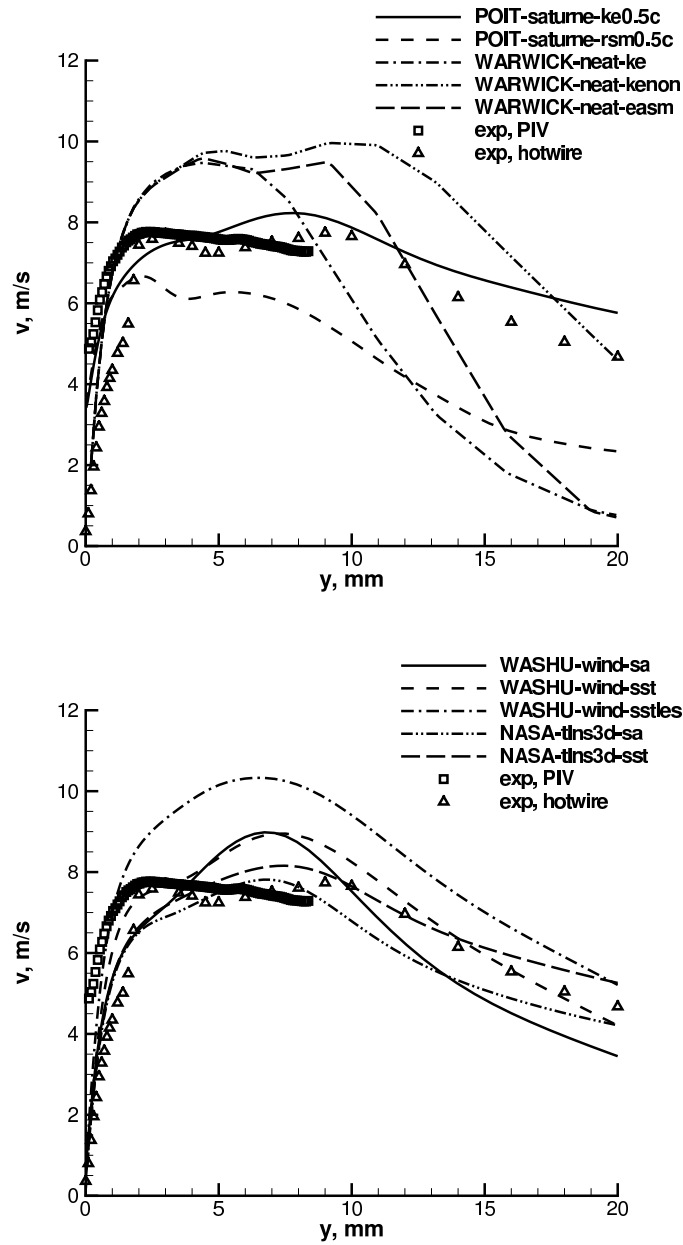 POIT-saturne-ke0.5c
POIT-saturne-rsm0.5c
WARWICK-neat-ke
WARWICK-neat-kenon
WARWICK-neat-easm
exp, PIV
exp, hotwire
12
10
8
6
4
2
0
v, m/s
0 5 10 15 20
y, mm
WASHU-wind-sa
WASHU-wind-sst
WASHU-wind-sstles
NASA-tlns3d-sa
NASA-tlns3d-sst
exp, PIV
exp, hotwire
12
10
8
6
4
2
0
v, m/s
0 5 10 15 20
y, mm